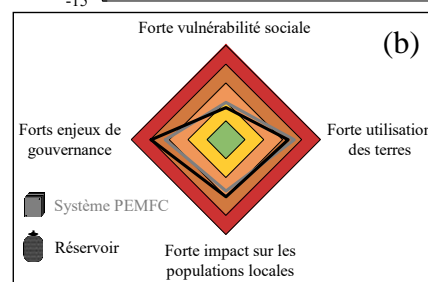 -15
(b)
Forte vulnérabilité sociale
Forts enjeux de
gouvernance
Forte utilisation
des terres
Système PEMFC
Réservoir
Forte impact sur les
populations locales